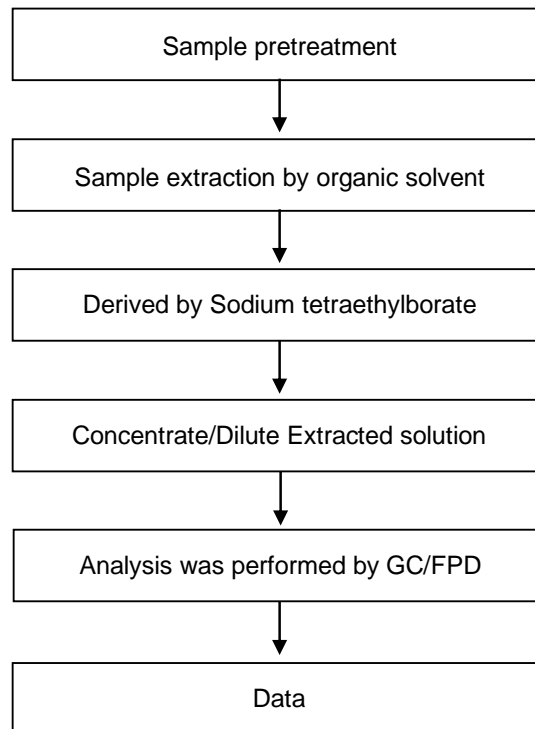 Sample pretreatment
Sample extraction by organic solvent
Derived by Sodium tetraethylborate
Concentrate/Dilute Extracted solution
Analysis was performed by GC/FPD
Data